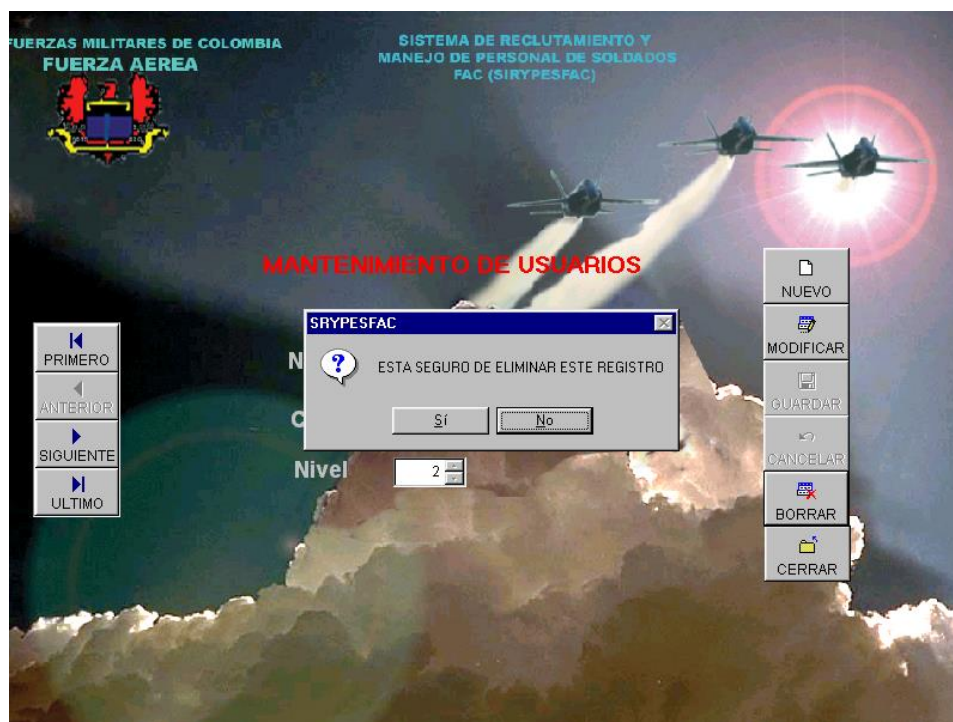 FUERZAS MILITARES DE COLOMBIA
FUERZA AEREA
SISTEMA DE RECLUTAMIENTO Y
MANEJO DE PERSONAL DE SOLDADOS
FAC (SIRYPESFAC)
MANTENIMIENTO DE USUARIOS
PRIMERO
ANTERIOR
SIGUIENTE
ULTIMO
SRYPESFAC
ESTA SEGURO DE ELIMINAR ESTE REGISTRO
Sí
No
Nivel
2
NUEVO
MODIFICAR
GUARDAR
CANCELAR
BORRAR
CERRAR